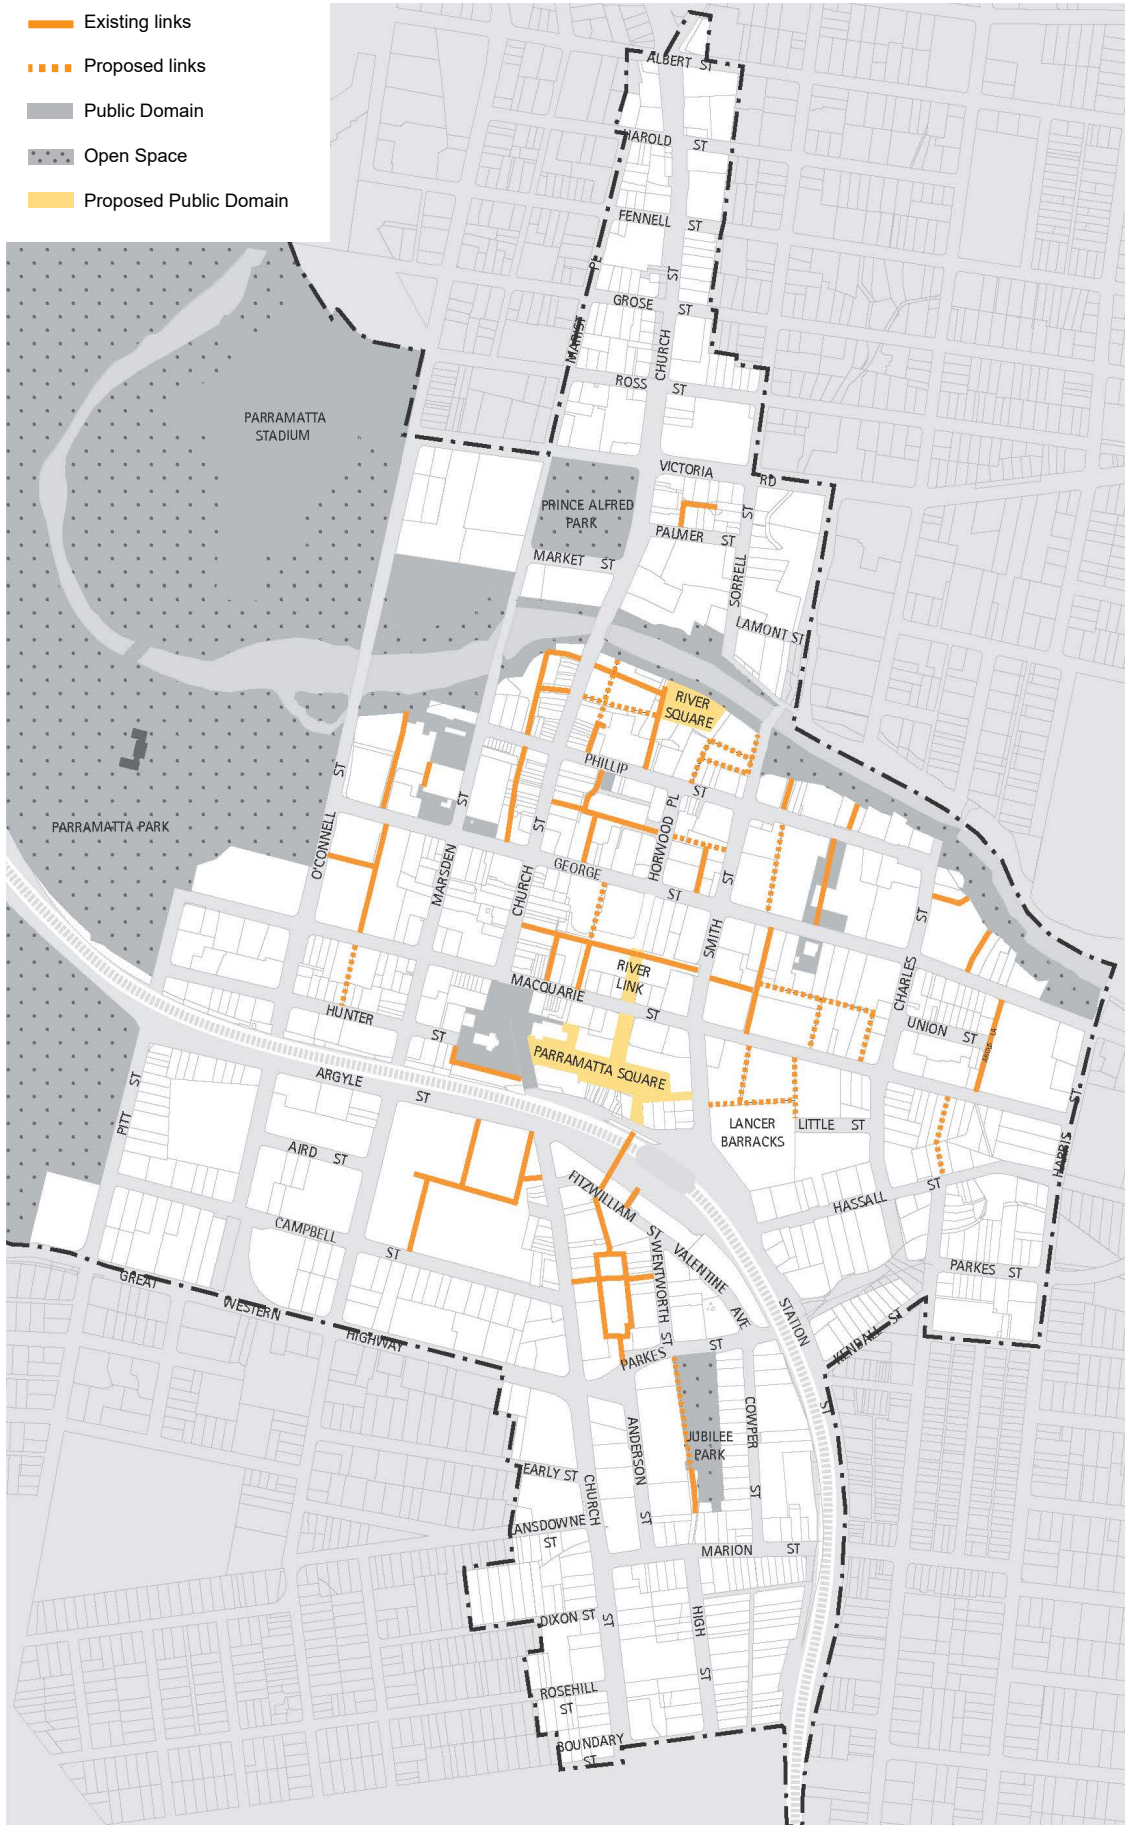 Existing links
Proposed links
Public Domain
Open Space
Proposed Public Domain
ALBERT ST
HAROLD ST
FENNELL ST
PL
ST
GROSE ST
MARIST
CHURCH
ROSS ST
PARRAMATTA
STADIUM
VICTORIA RD
PRINCE ALFRED
PARK
ST
PALMER ST
MARKET ST
SORRELL
LAMONT ST
RIVER
SQUARE
PHILLIP ST
ST
ST
PL
PARRAMATTA PARK
O'CONNELL
MARSDEN
ST
CHURCH
HORWOOD
GEORGE ST
ST
SMITH
ST
CHARLES
RIVER
LINK
MACQUARIE ST
HUNTER ST
UNION ST
ARGUS LA
PARRAMATTA SQUARE
ARGYLE ST
ST
PITT
LANCER
BARRACKS
LITTLE ST
ST
HARRIS
AIRD ST
FITZWILLIAM ST
HASSALL ST
CAMPBELL ST
WENTWORTH ST
VALENTINE AVE
PARKES ST
GREAT WESTERN HIGHWAY
STATION ST
KENDALL ST
PARKES ST
ANDERSON ST
JUBILEE
PARK
COWPER ST
EARLY ST
CHURCH ST
ANSDOWNE
ST
MARION ST
DIXON ST
HIGH ST
ROSEHILL
ST
BOUNDARY
ST